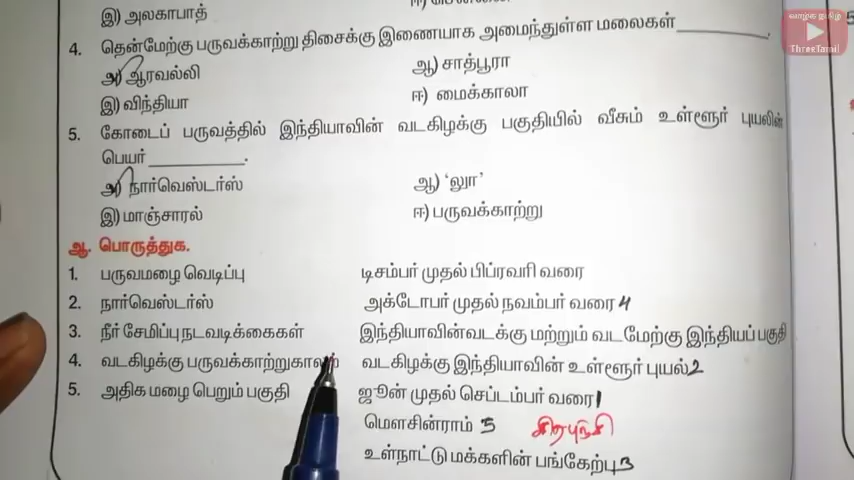 இ) அலகாபாத்
4. தென்மேற்கு பருவக்காற்று திசைக்கு இணையாக அமைந்துள்ள மலைகள் ________.
அ) ஆரவல்லி ஆ) சாத்பூரா
இ) விந்தியா ஈ) மைக்காலா
5. கோடைப் பருவத்தில் இந்தியாவின் வடகிழக்கு பகுதியில் வீசும் உள்ளூர் புயலின்
பெயர் ________.
அ) நார்வெஸ்டர்ஸ் ஆ) ‘லூ’
இ) மாஞ்சாரல் ஈ) பருவக்காற்று
ஆ. பொருத்துக.
1. பருவமழை வெடிப்பு டிசம்பர் முதல் பிப்ரவரி வரை
2. நார்வெஸ்டர்ஸ் அக்டோபர் முதல் நவம்பர் வரை 4
3. நீர் சேமிப்பு நடவடிக்கைகள் இந்தியாவின்வடக்கு மற்றும் வடமேற்கு இந்தியப் பகுதி
4. வடகிழக்கு பருவக்காற்றுகாலம் வடகிழக்கு இந்தியாவின் உள்ளூர் புயல் 2
5. அதிக மழை பெறும் பகுதி ஜூன் முதல் செப்டம்பர் வரை 1
மௌசின்ராம் 5
உள்நாட்டு மக்களின் பங்கேற்பு 3
வாழ்க தமிழ்
ThreeTamil